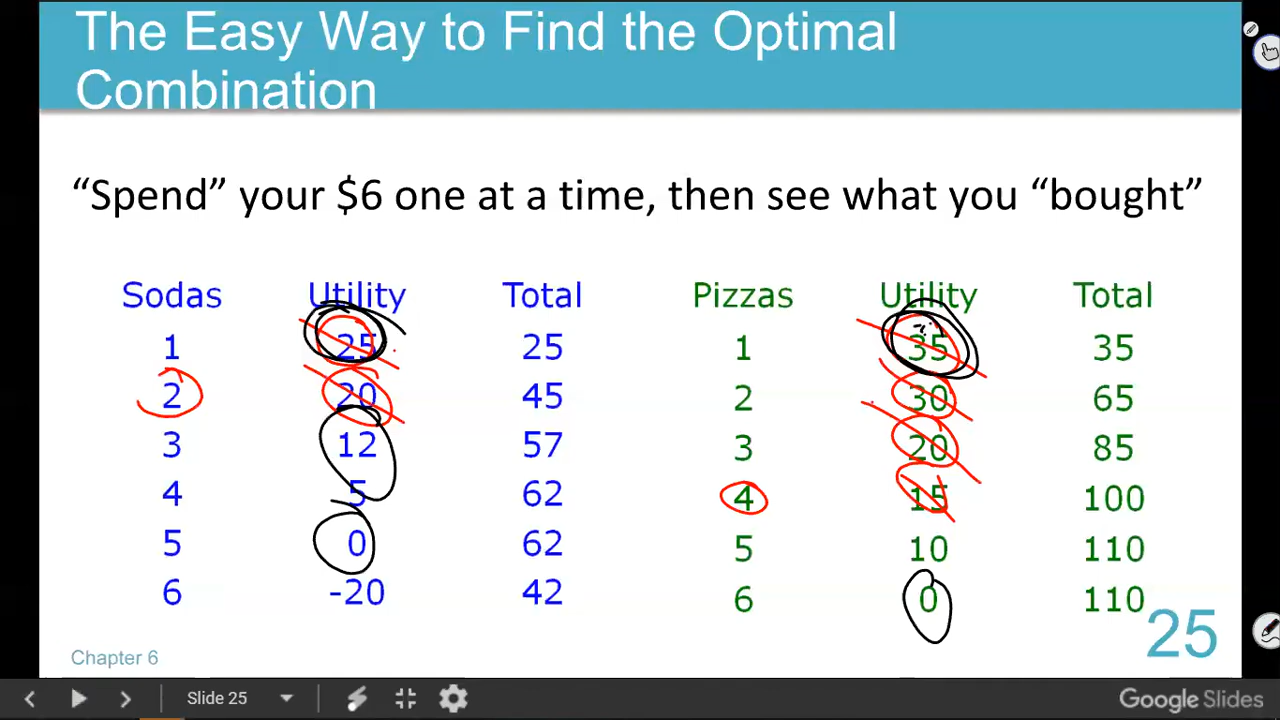 The Easy Way to Find the Optimal
Combination
“Spend” your $6 one at a time, then see what you “bought”
Sodas Utility Total Pizzas Utility Total
1 25 25 1 35 35
2 20 45 2 30 65
3 12 57 3 20 85
4 5 62 4 15 100
5 0 62 5 10 110
6 -20 42 6 0 110
Chapter 6 25
Slide 25 Google Slides